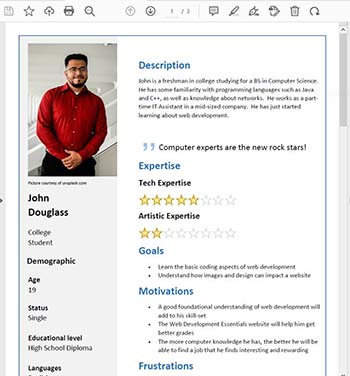 1 / 3
Picture courtesy of unsplash.com
John
Douglass
College
Student
Demographic
Age
19
Status
Single
Educational level
High School Diploma
Languages
Description
John is a freshman in college studying for a BS in Computer Science.
He has some familiarity with programming languages such as Java
and C++, as well as knowledge about networks.  He works as a part-
time IT Assistant in a mid-sized company.  He has just started
learning about web development.
Computer experts are the new rock stars!
Expertise
Tech Expertise
Artistic Expertise
Goals
• Learn the basic coding aspects of web development
• Understand how images and design can impact a website
Motivations
• A good foundational understanding of web development will
add to his skill-set
• The Web Development Essentials website will help him get
better grades
• The more computer knowledge he has, the better he will be
able to find a job that he finds interesting and rewarding
Frustrations